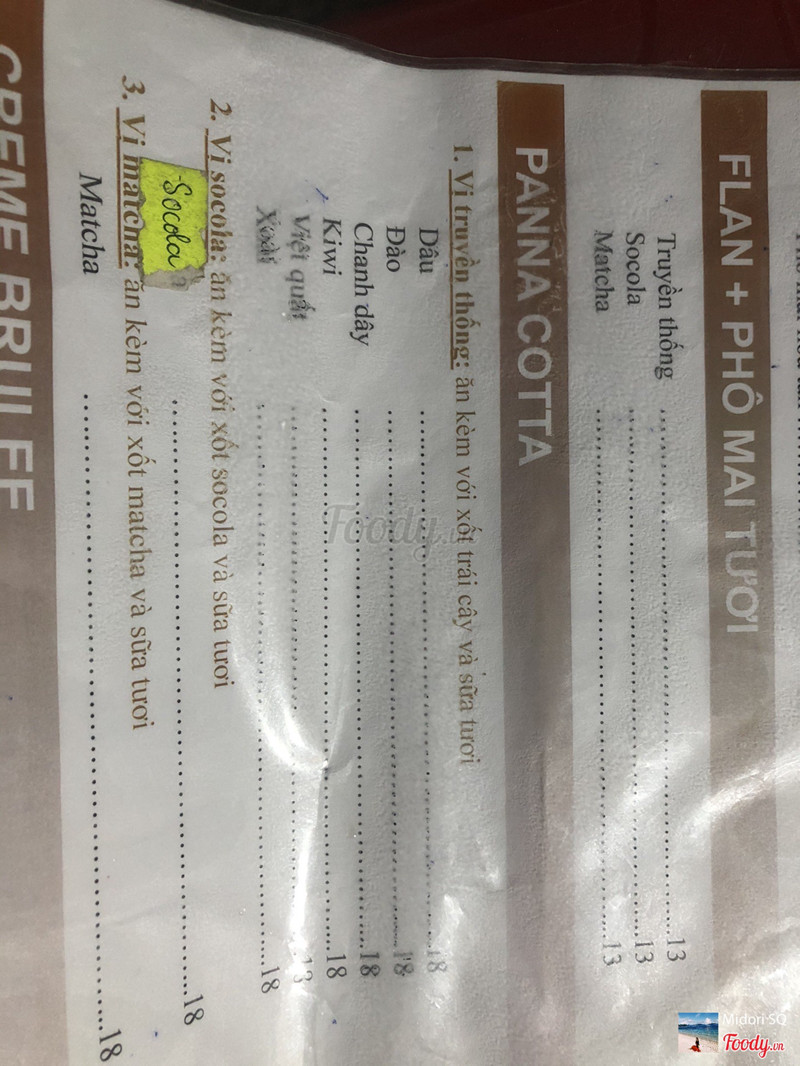 FLAN + PHÔ MAI TƯƠI
Truyền thống ........ 13
Socola ........ 13
Matcha ........ 13
PANNA COTTA
1. Vị truyền thống: ăn kèm với xốt trái cây và sữa tươi
Dâu ........ 18
Đào ........ 18
Chanh dây ........ 18
Kiwi ........ 18
Việt quất ........ 13
Xoài ........ 18
2. Vị socola: ăn kèm với xốt socola và sữa tươi
Socola ........ 18
3. Vị matcha: ăn kèm với xốt matcha và sữa tươi
Matcha ........ 18
CREME BRULEE
Foody.vn
Midori SQ
Foody.vn